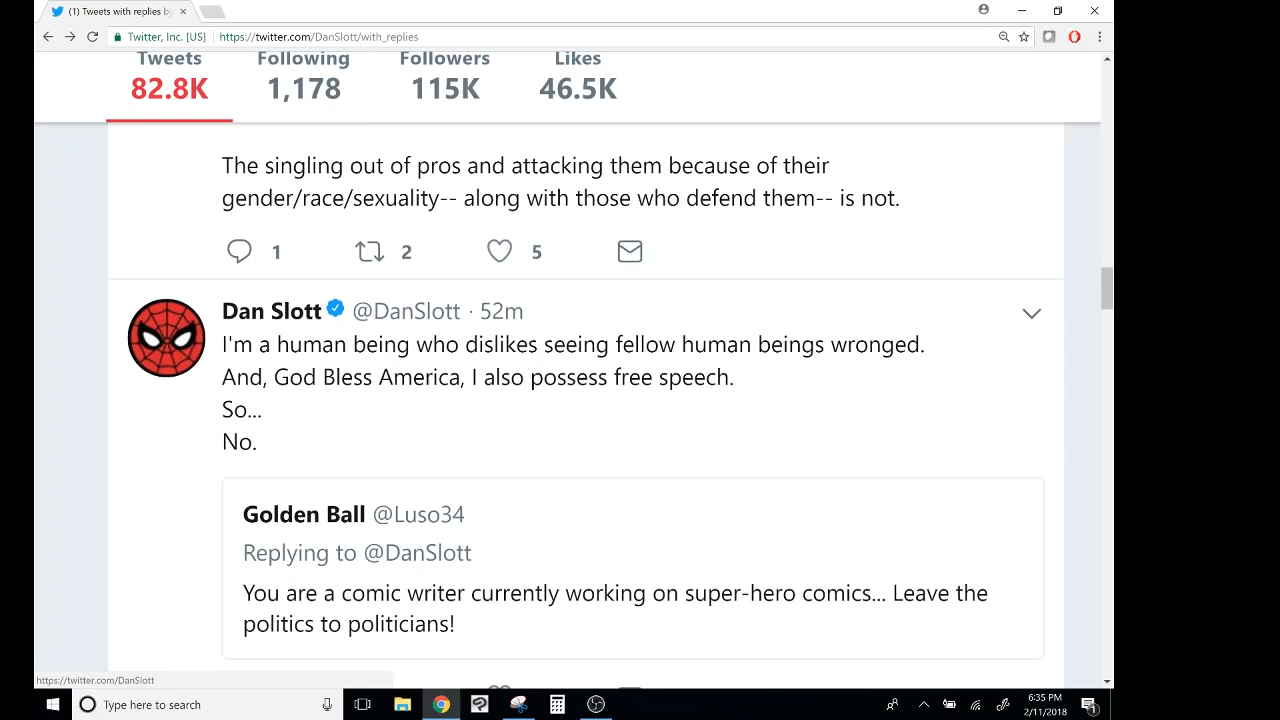 (1) Tweets with replies by
Twitter, Inc. [US]
https://twitter.com/DanSlott/with_replies
Tweets Following Followers Likes
82.8K 1,178 115K 46.5K
The singling out of pros and attacking them because of their
gender/race/sexuality-- along with those who defend them-- is not.
1 2 5
Dan Slott @DanSlott · 52m
I'm a human being who dislikes seeing fellow human beings wronged.
And, God Bless America, I also possess free speech.
So...
No.
Golden Ball @Luso34
Replying to @DanSlott
You are a comic writer currently working on super-hero comics... Leave the
politics to politicians!
https://twitter.com/DanSlott
Type here to search
6:35 PM
2/11/2018
1